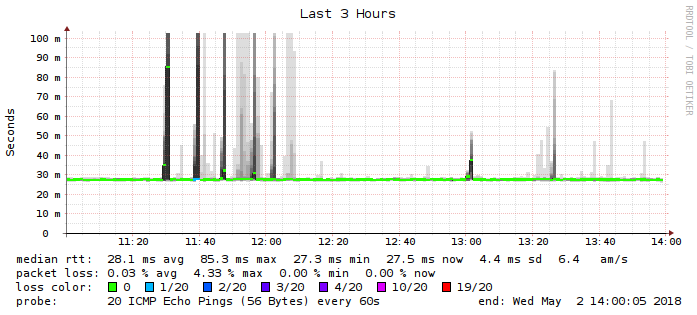 Last 3 Hours
RRDTOOL / TOBI OETIKER
Seconds
100 m
90 m
80 m
70 m
60 m
50 m
40 m
30 m
20 m
10 m
0
11:20 11:40 12:00 12:20 12:40 13:00 13:20 13:40 14:00
median rtt: 28.1 ms avg 85.3 ms max 27.3 ms min 27.5 ms now 4.4 ms sd 6.4 am/s
packet loss: 0.03 % avg 4.33 % max 0.00 % min 0.00 % now
loss color: 0 1/20 2/20 3/20 4/20 10/20 19/20
probe: 20 ICMP Echo Pings (56 Bytes) every 60s end: Wed May 2 14:00:05 2018